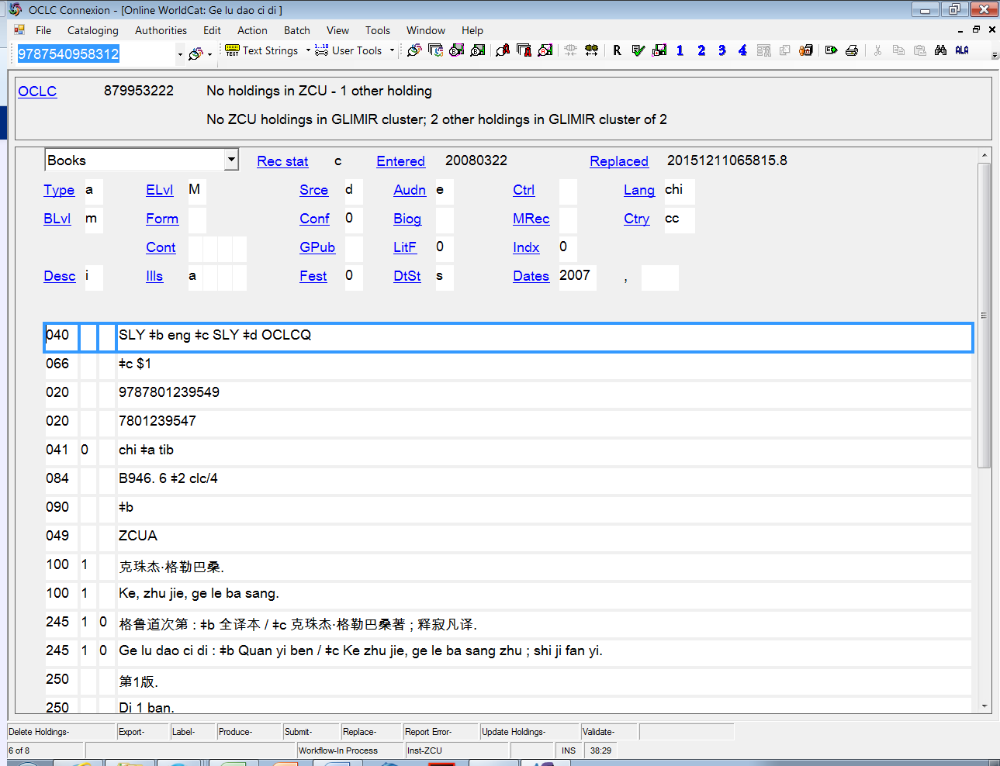 OCLC Connexion - [Online WorldCat: Ge lu dao ci di ]
File Cataloging Authorities Edit Action Batch View Tools Window Help
9787540958312 TEXT Text Strings User Tools R 1 2 3 4 ALA
OCLC 879953222 No holdings in ZCU - 1 other holding
No ZCU holdings in GLIMIR cluster; 2 other holdings in GLIMIR cluster of 2
Books Rec stat c Entered 20080322 Replaced 20151211065815.8
Type a ELvl M Srce d Audn e Ctrl Lang chi
BLvl m Form Conf 0 Biog MRec Ctry cc
Cont GPub LitF 0 Indx 0
Desc i Ills a Fest 0 DtSt s Dates 2007 ,
040 SLY ‡b eng ‡c SLY ‡d OCLCQ
066 ‡c $1
020 9787801239549
020 7801239547
041 0 chi ‡a tib
084 B946. 6 ‡2 clc/4
090 ‡b
049 ZCUA
100 1 克珠杰·格勒巴桑.
100 1 Ke, zhu jie, ge le ba sang.
245 1 0 格鲁道次第 : ‡b 全译本 / ‡c 克珠杰·格勒巴桑著 ; 释寂凡译.
245 1 0 Ge lu dao ci di : ‡b Quan yi ben / ‡c Ke zhu jie, ge le ba sang zhu ; shi ji fan yi.
250 第1版.
250 Di 1 ban.
Delete Holdings- Export- Label- Produce- Submit- Replace- Report Error- Update Holdings- Validate-
6 of 8 Workflow-In Process Inst-ZCU INS 38:29